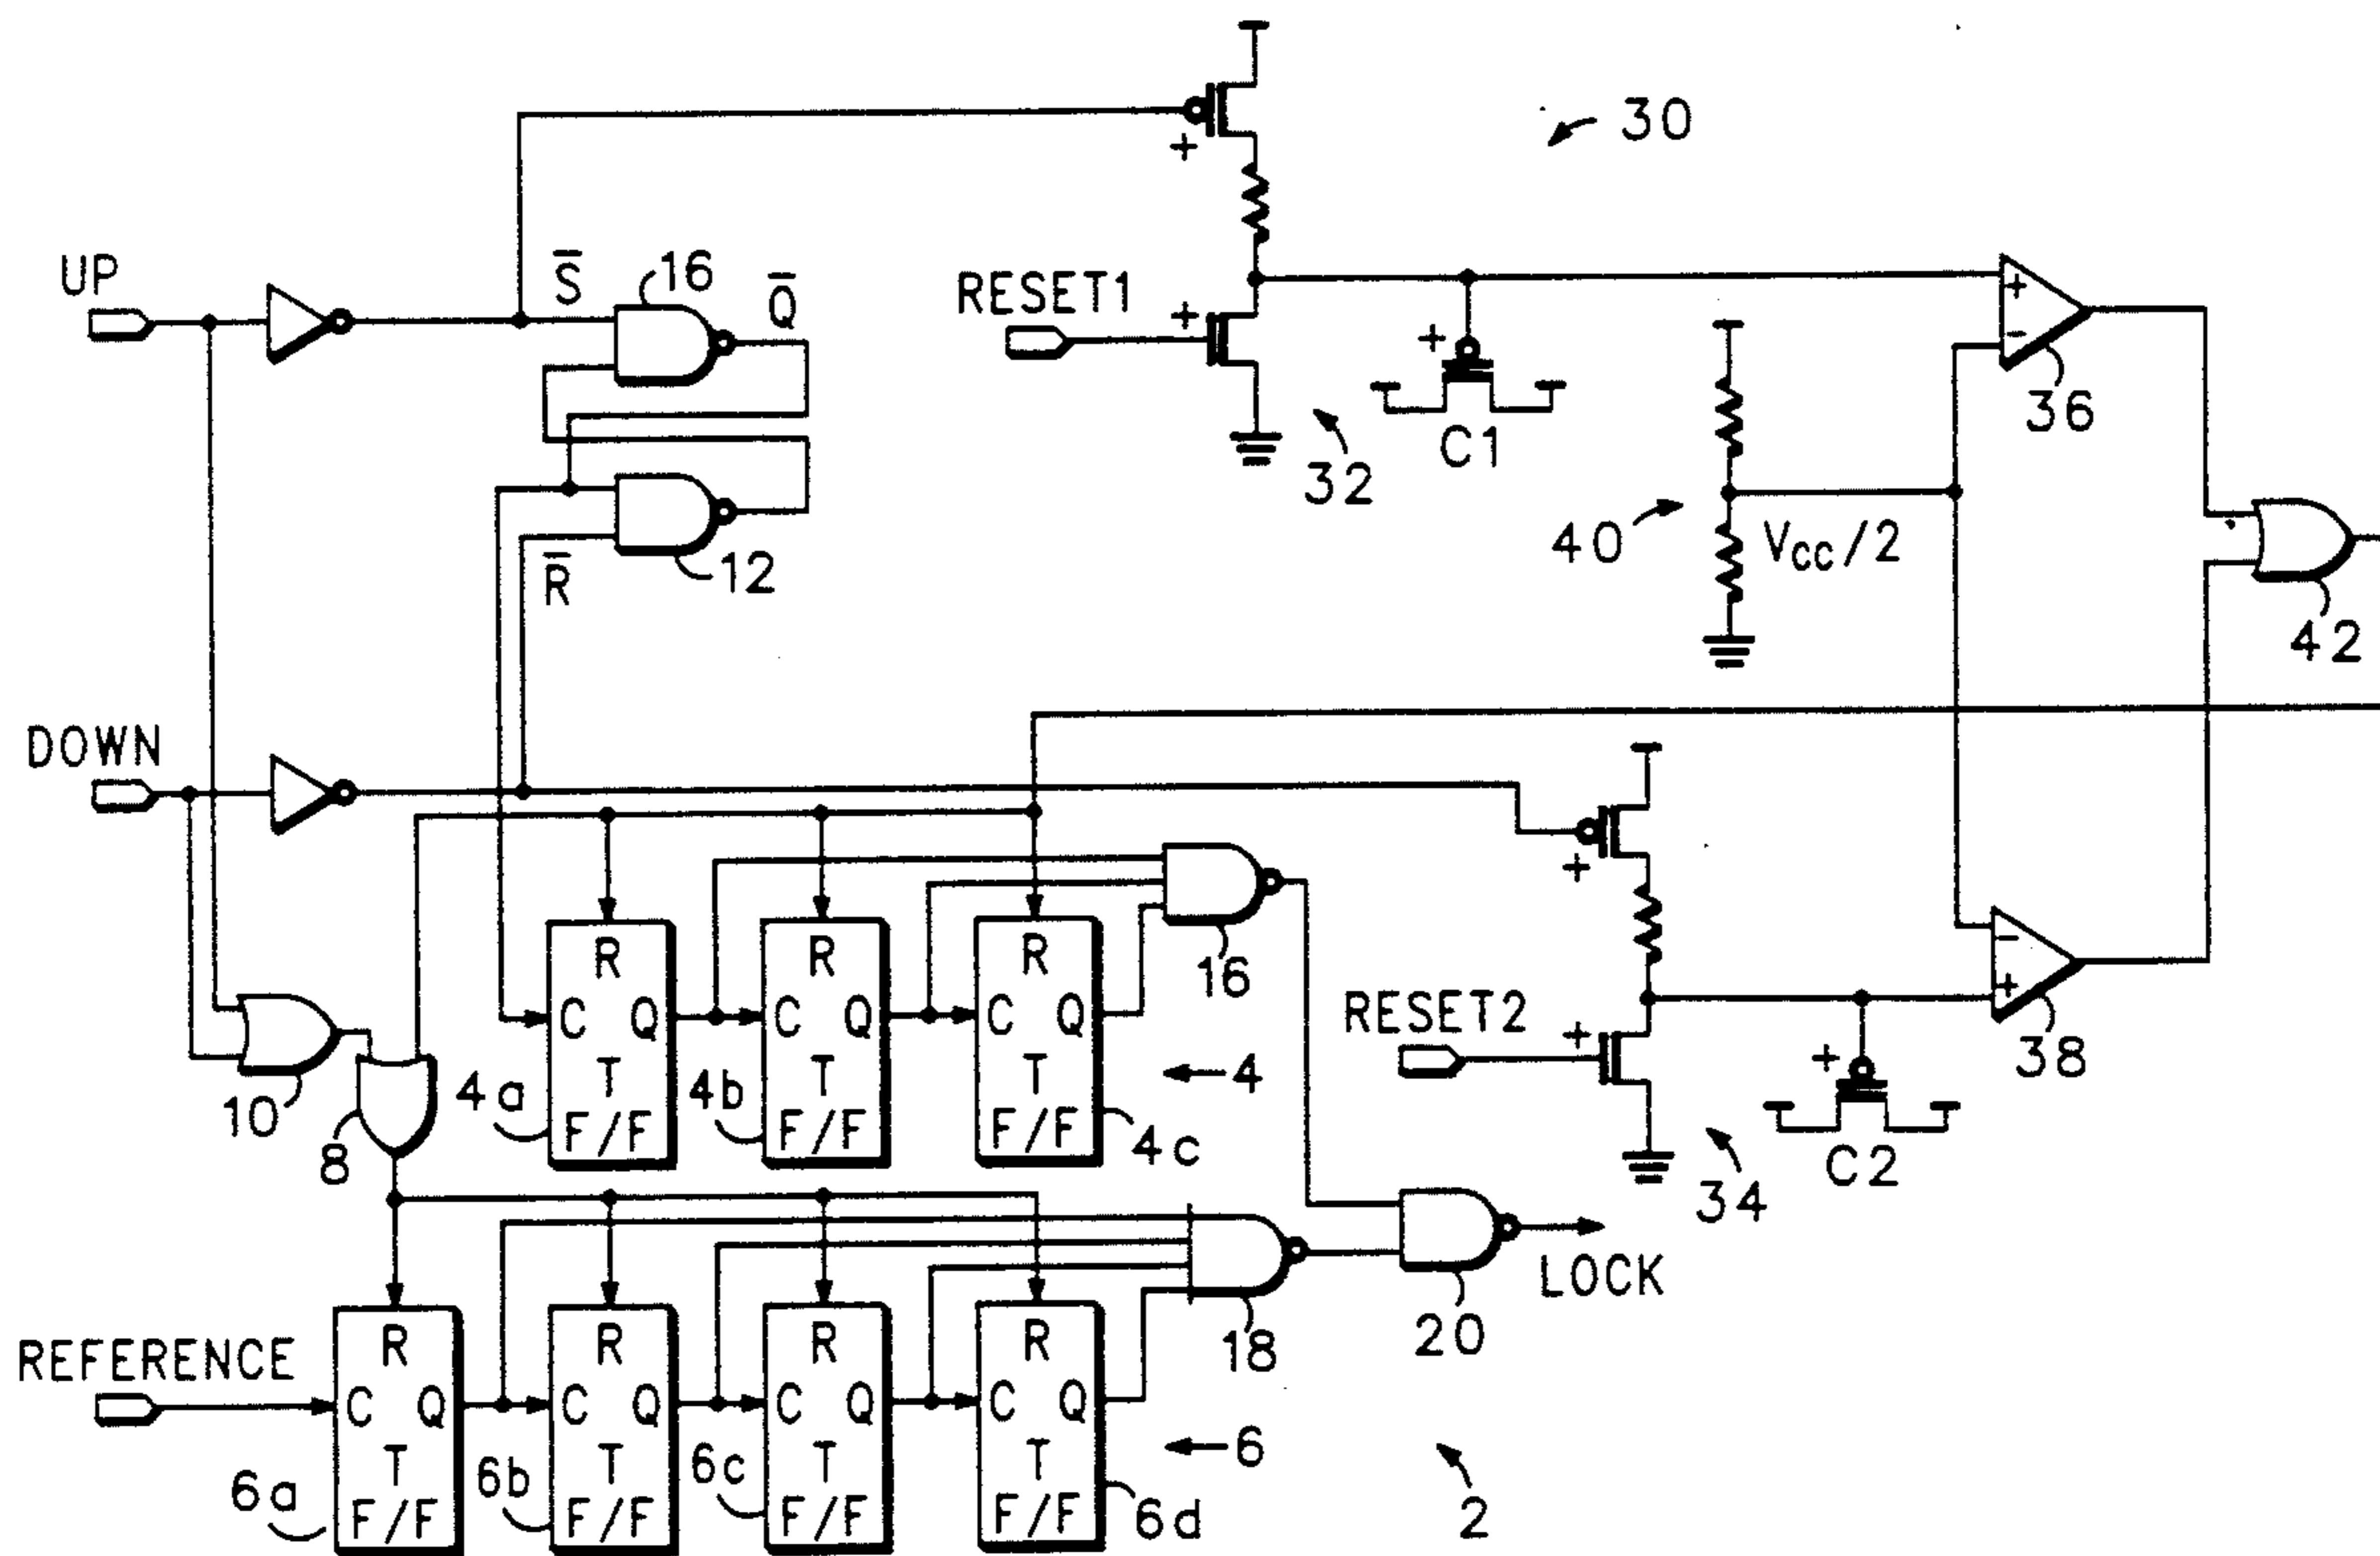 30
UP
S̅
16
Q̅
RESET1
+
+
+
+
-
36
C1
32
40
V_CC/2
12
R̅
42
DOWN
+
16
R
R
R
C Q
C Q
C Q
T
T
T
F/F
F/F
F/F
4a
4b
4
4c
10
8
RESET2
+
+
-
+
38
C2
34
LOCK
20
18
REFERENCE
R
R
R
R
C Q
C Q
C Q
C Q
T
T
T
T
F/F
F/F
F/F
F/F
6a
6b
6c
6
6d
2